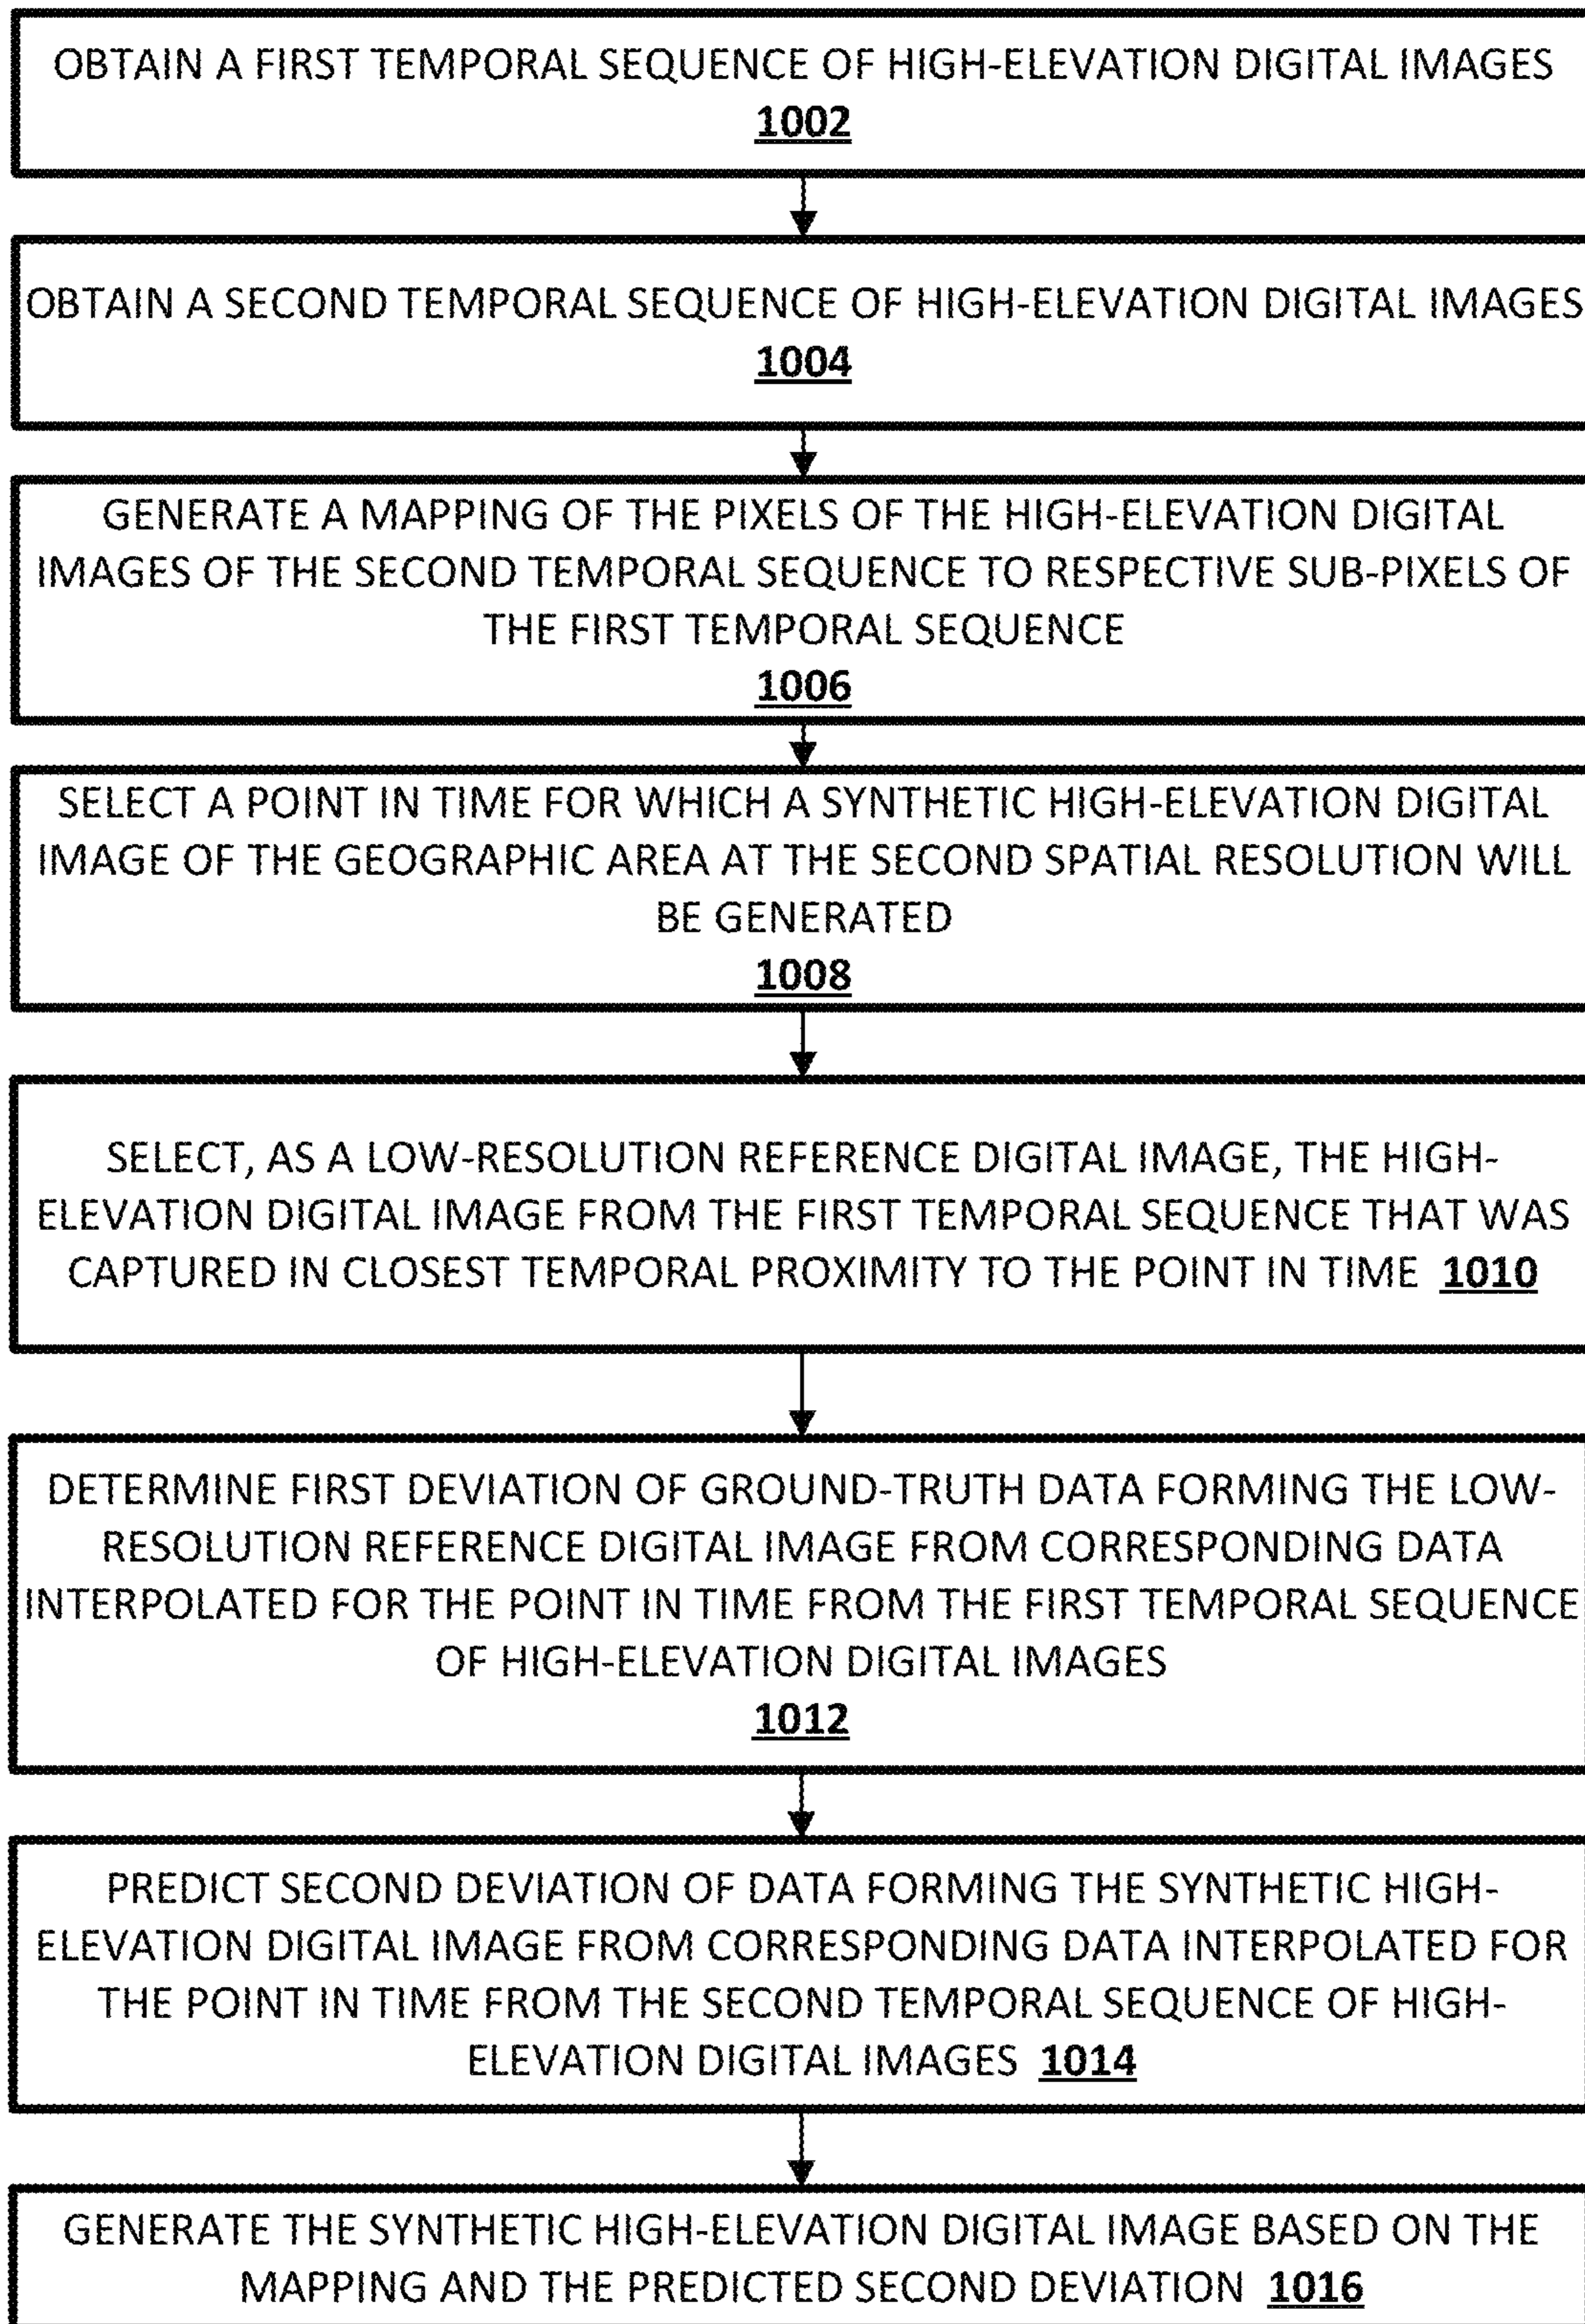 OBTAIN A FIRST TEMPORAL SEQUENCE OF HIGH-ELEVATION DIGITAL IMAGES
1002
OBTAIN A SECOND TEMPORAL SEQUENCE OF HIGH-ELEVATION DIGITAL IMAGES
1004
GENERATE A MAPPING OF THE PIXELS OF THE HIGH-ELEVATION DIGITAL
IMAGES OF THE SECOND TEMPORAL SEQUENCE TO RESPECTIVE SUB-PIXELS OF
THE FIRST TEMPORAL SEQUENCE
1006
SELECT A POINT IN TIME FOR WHICH A SYNTHETIC HIGH-ELEVATION DIGITAL
IMAGE OF THE GEOGRAPHIC AREA AT THE SECOND SPATIAL RESOLUTION WILL
BE GENERATED
1008
SELECT, AS A LOW-RESOLUTION REFERENCE DIGITAL IMAGE, THE HIGH-
ELEVATION DIGITAL IMAGE FROM THE FIRST TEMPORAL SEQUENCE THAT WAS
CAPTURED IN CLOSEST TEMPORAL PROXIMITY TO THE POINT IN TIME 1010
DETERMINE FIRST DEVIATION OF GROUND-TRUTH DATA FORMING THE LOW-
RESOLUTION REFERENCE DIGITAL IMAGE FROM CORRESPONDING DATA
INTERPOLATED FOR THE POINT IN TIME FROM THE FIRST TEMPORAL SEQUENCE
OF HIGH-ELEVATION DIGITAL IMAGES
1012
PREDICT SECOND DEVIATION OF DATA FORMING THE SYNTHETIC HIGH-
ELEVATION DIGITAL IMAGE FROM CORRESPONDING DATA INTERPOLATED FOR
THE POINT IN TIME FROM THE SECOND TEMPORAL SEQUENCE OF HIGH-
ELEVATION DIGITAL IMAGES 1014
GENERATE THE SYNTHETIC HIGH-ELEVATION DIGITAL IMAGE BASED ON THE
MAPPING AND THE PREDICTED SECOND DEVIATION 1016